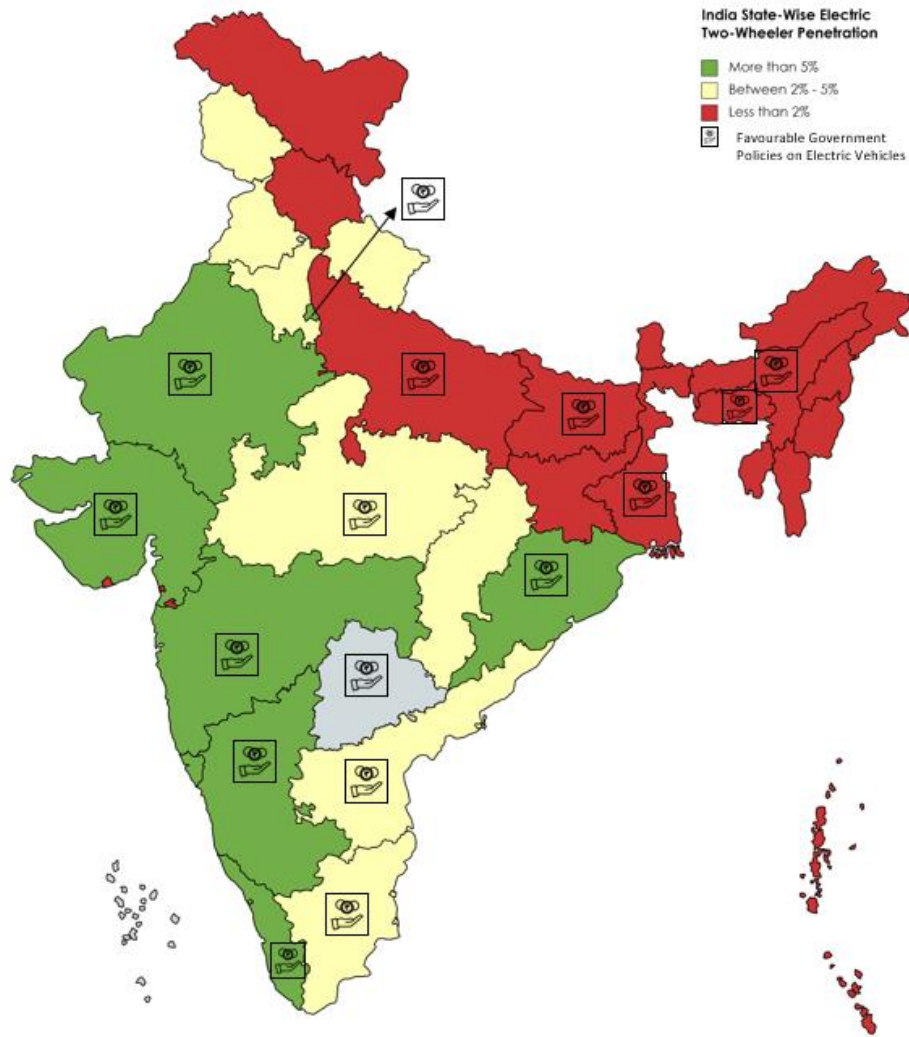 India State-Wise Electric
Two-Wheeler Penetration
More than 5%
Between 2% - 5%
Less than 2%
Favourable Government
Policies on Electric Vehicles